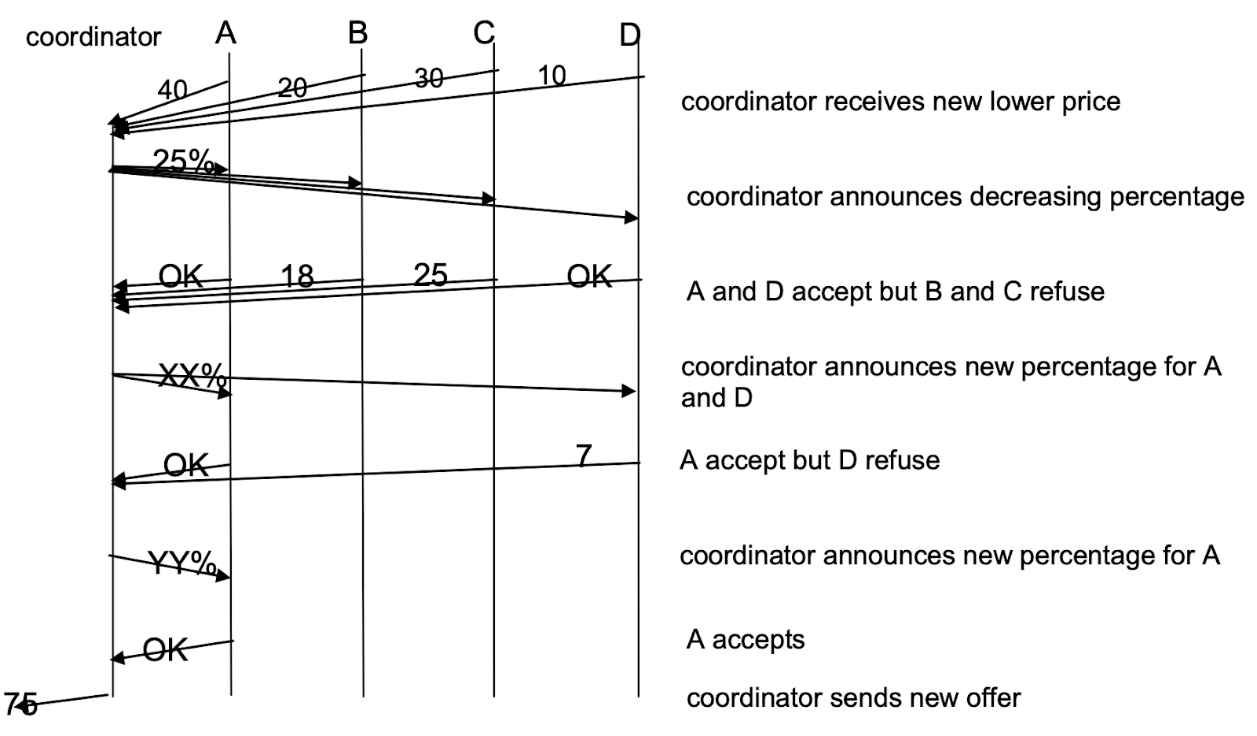 coordinator A B C D
40 20 30 10
coordinator receives new lower price
25%
coordinator announces decreasing percentage
OK 18 25 OK
A and D accept but B and C refuse
XX%
coordinator announces new percentage for A
and D
OK 7
A accept but D refuse
YY%
coordinator announces new percentage for A
OK
A accepts
75
coordinator sends new offer